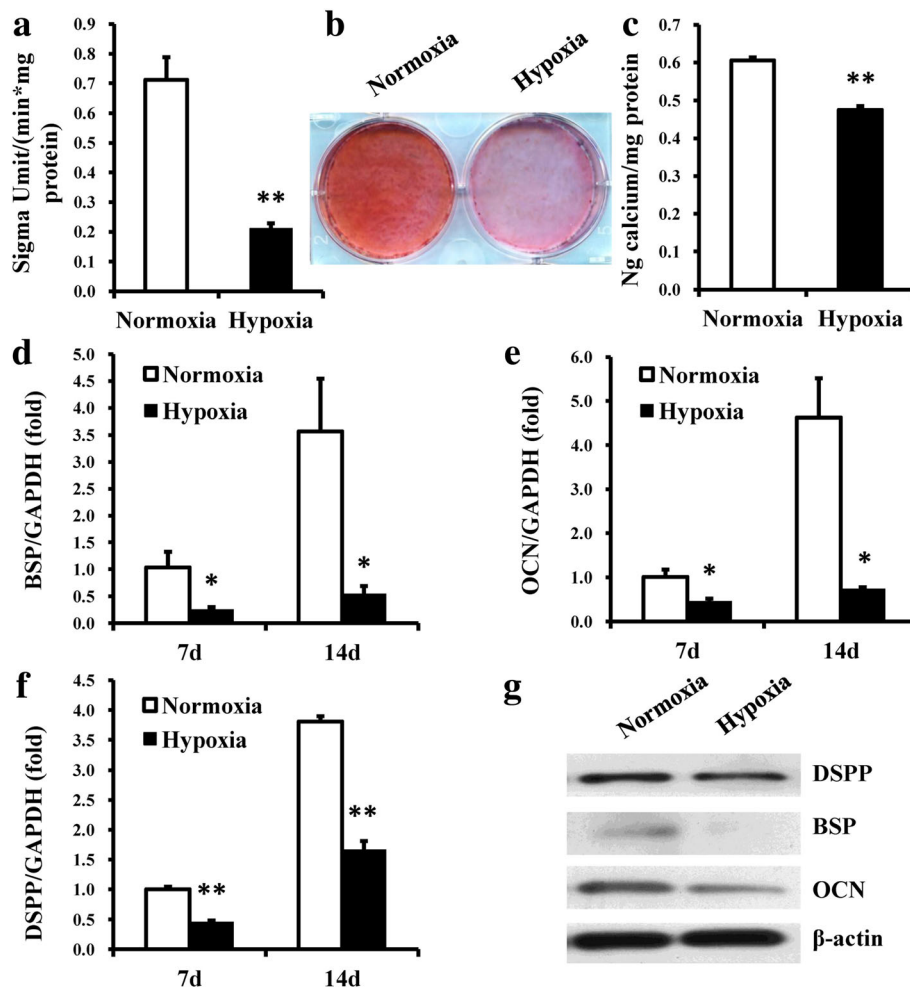 a
Sigma Umit/(min*mg protein)
0.9
0.8
0.7
0.6
0.5
0.4
0.3
0.2
0.1
0.0
**
Normoxia Hypoxia
b
Normoxia
Hypoxia
2
5
c
Ng calcium/mg protein
0.7
0.6
0.5
0.4
0.3
0.2
0.1
0.0
**
Normoxia Hypoxia
d
BSP/GAPDH (fold)
5.0
4.5
4.0
3.5
3.0
2.5
2.0
1.5
1.0
0.5
0.0
Normoxia
Hypoxia
*
*
7d 14d
e
OCN/GAPDH (fold)
6.0
5.0
4.0
3.0
2.0
1.0
0.0
Normoxia
Hypoxia
*
*
7d 14d
f
DSPP/GAPDH (fold)
4.5
4.0
3.5
3.0
2.5
2.0
1.5
1.0
0.5
0.0
Normoxia
Hypoxia
**
**
7d 14d
g
Normoxia
Hypoxia
DSPP
BSP
OCN
β-actin